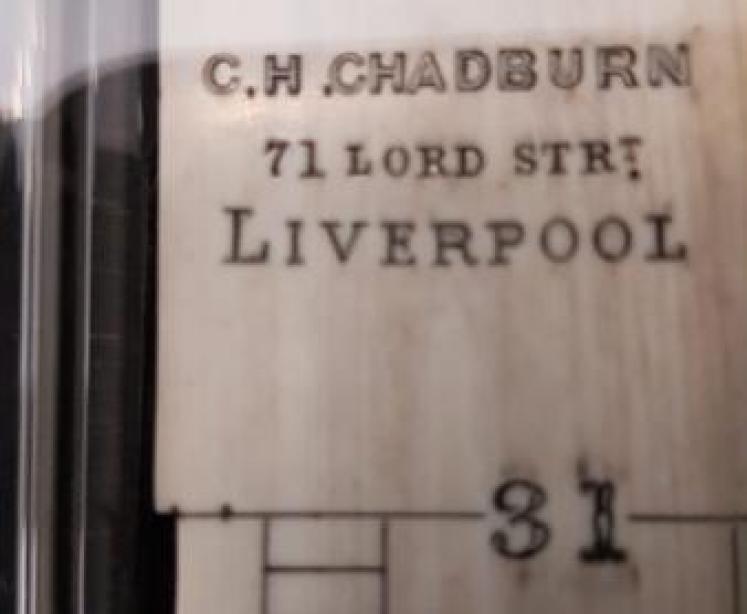 C.H.CHADBURN
71 LORD STRT.
LIVERPOOL
31